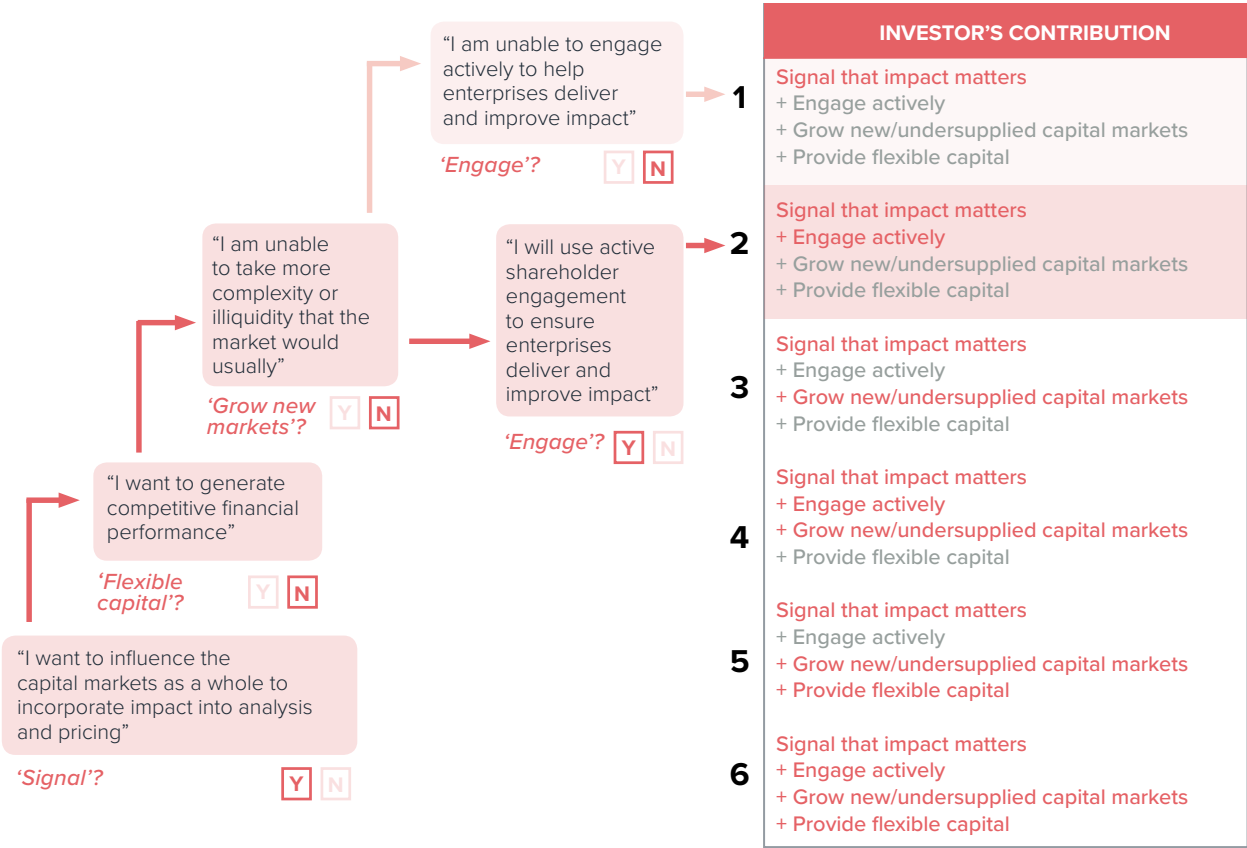 “I am unable to engage
actively to help
enterprises deliver
and improve impact”
‘Engage’?
Y
N
“I am unable
to take more
complexity or
illiquidity that the
market would
usually”
‘Grow new
markets’?
Y
N
“I will use active
shareholder
engagement
to ensure
enterprises
deliver and
improve impact”
‘Engage’?
Y
N
“I want to generate
competitive financial
performance”
‘Flexible
capital’?
Y
N
“I want to influence the
capital markets as a whole to
incorporate impact into analysis
and pricing”
‘Signal’?
Y
N
INVESTOR’S CONTRIBUTION
1
Signal that impact matters
+ Engage actively
+ Grow new/undersupplied capital markets
+ Provide flexible capital
2
Signal that impact matters
+ Engage actively
+ Grow new/undersupplied capital markets
+ Provide flexible capital
3
Signal that impact matters
+ Engage actively
+ Grow new/undersupplied capital markets
+ Provide flexible capital
4
Signal that impact matters
+ Engage actively
+ Grow new/undersupplied capital markets
+ Provide flexible capital
5
Signal that impact matters
+ Engage actively
+ Grow new/undersupplied capital markets
+ Provide flexible capital
6
Signal that impact matters
+ Engage actively
+ Grow new/undersupplied capital markets
+ Provide flexible capital